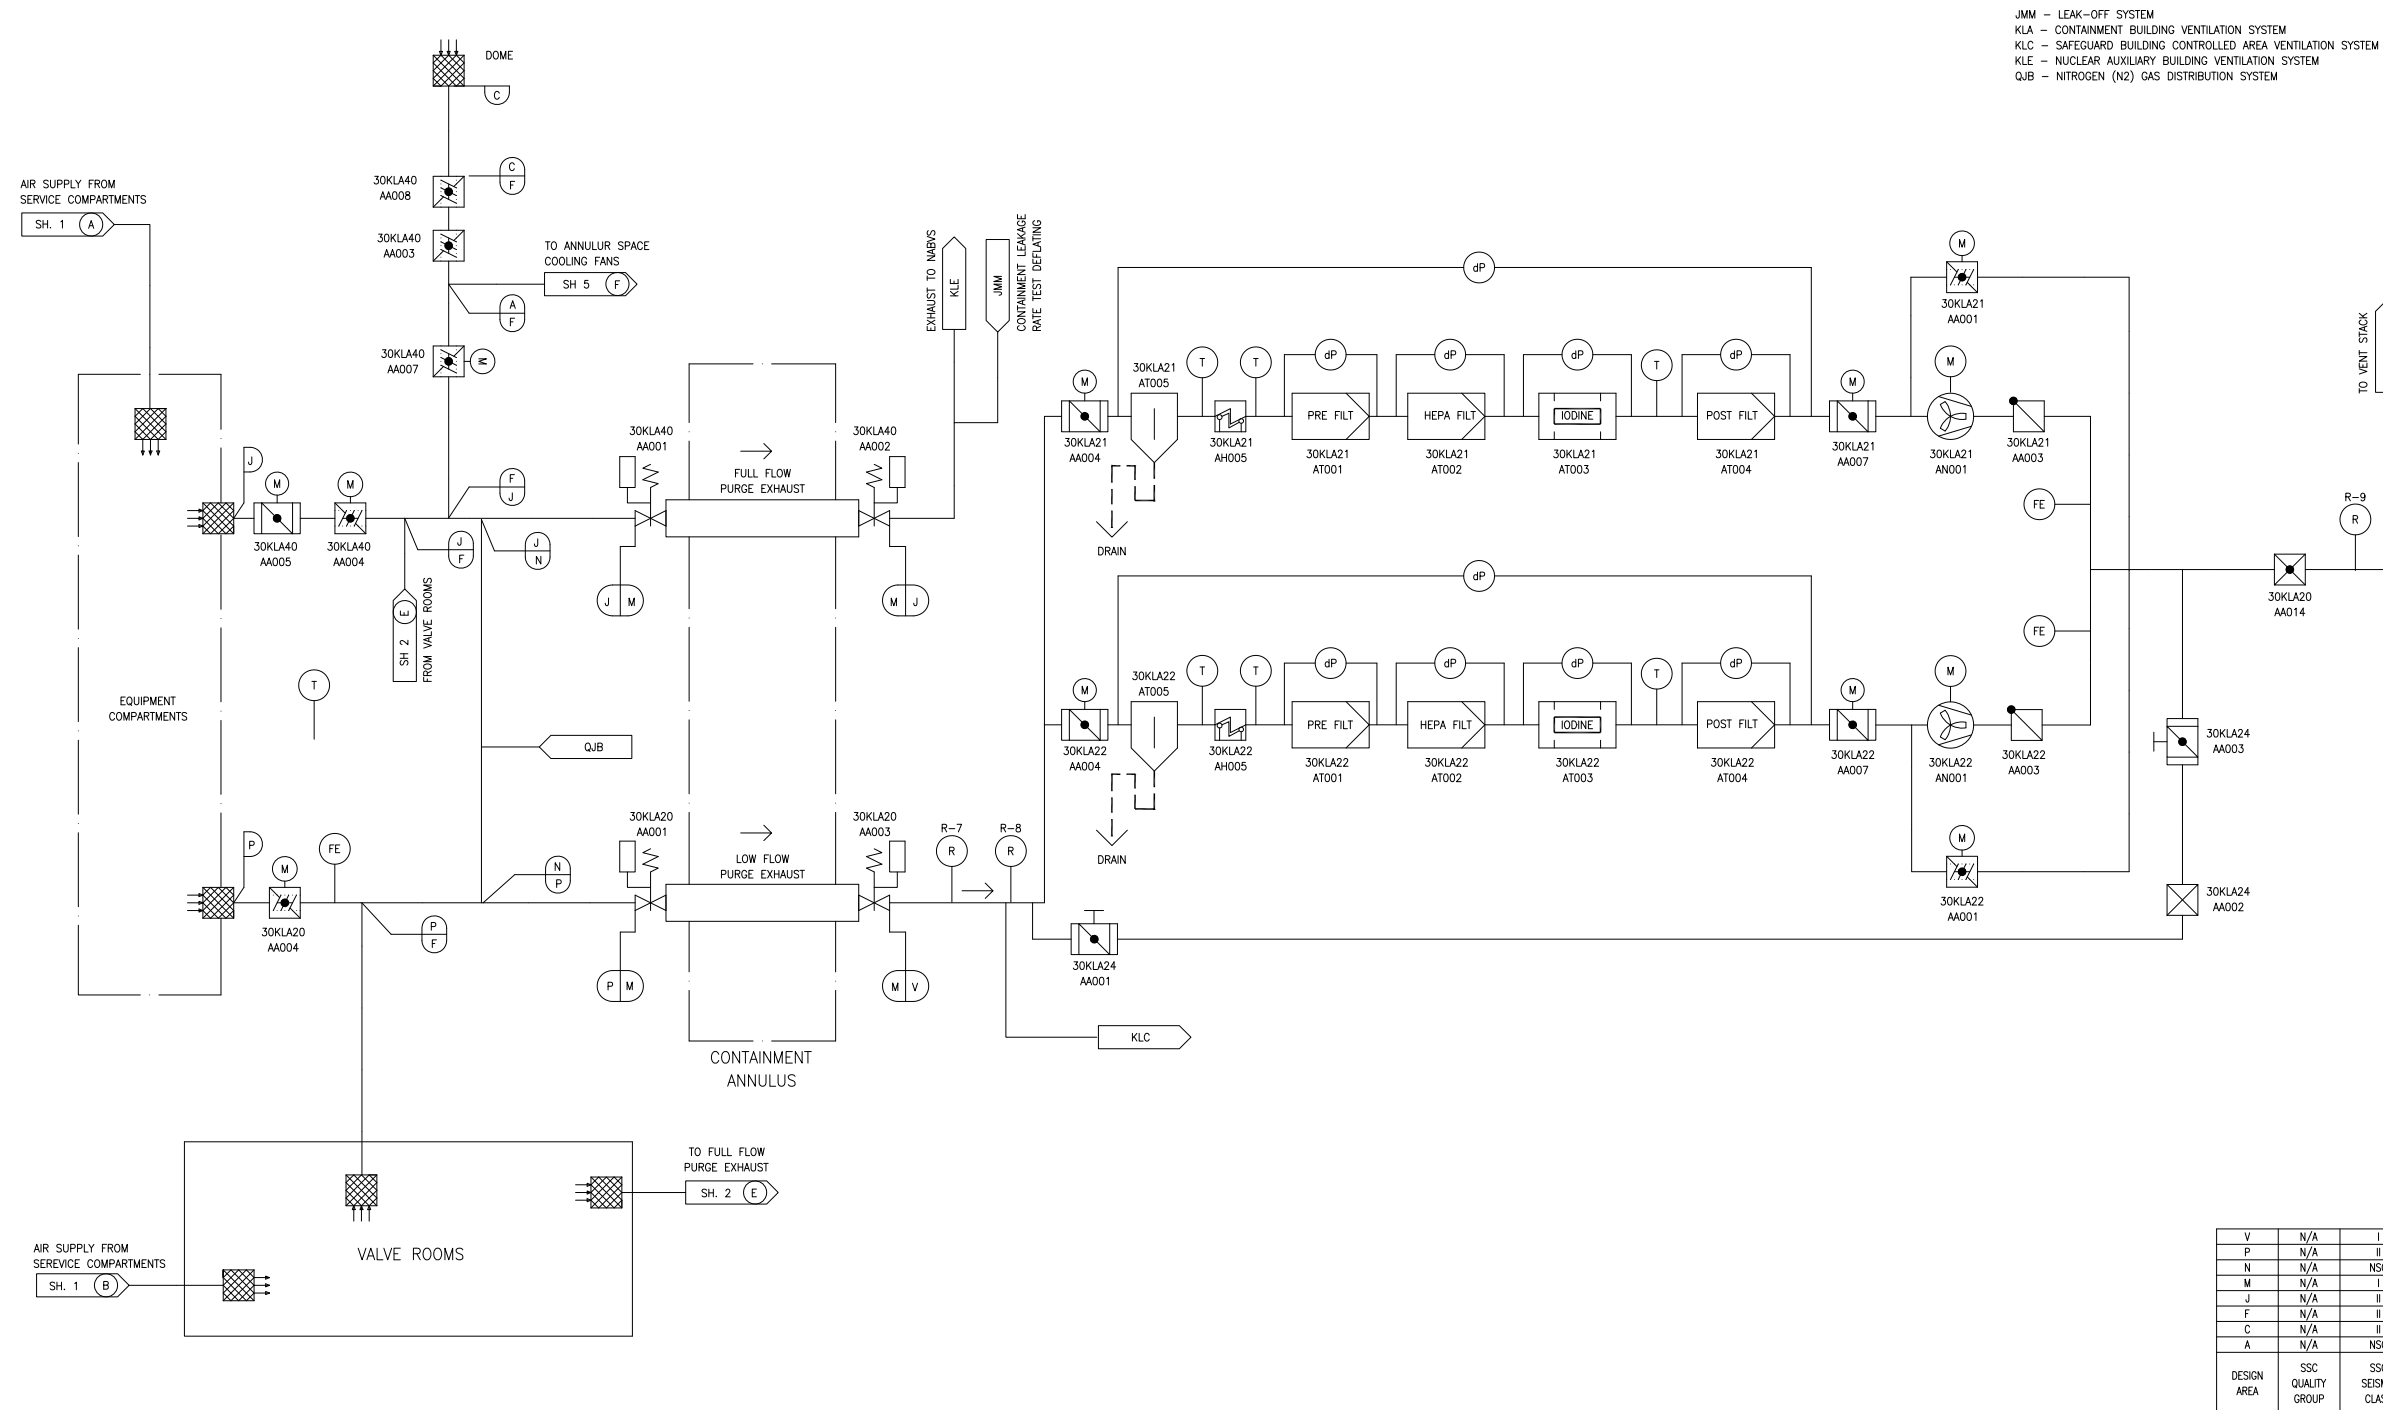 JMM – LEAK-OFF SYSTEM
KLA – CONTAINMENT BUILDING VENTILATION SYSTEM
KLC – SAFEGUARD BUILDING CONTROLLED AREA VENTILATION SYSTEM
KLE – NUCLEAR AUXILIARY BUILDING VENTILATION SYSTEM
QJB – NITROGEN (N2) GAS DISTRIBUTION SYSTEM
DOME
C
30KLA40
AA008
C
F
AIR SUPPLY FROM
SERVICE COMPARTMENTS
SH. 1 A
30KLA40
AA003
TO ANNULUR SPACE
COOLING FANS
SH 5 F
A
F
30KLA40
AA007
M
EXHAUST TO NABVS
KLE
JMM
CONTAINMENT LEAKAGE
RATE TEST DEFLATING
J
M
30KLA40
AA005
M
30KLA40
AA004
F
J
J
F
J
N
SH 2 E
FROM VALVE ROOMS
30KLA40
AA001
FULL FLOW
PURGE EXHAUST
30KLA40
AA002
J M
M J
EQUIPMENT
COMPARTMENTS
T
QJB
P
M
30KLA20
AA004
FE
P
F
N
P
30KLA20
AA001
LOW FLOW
PURGE EXHAUST
30KLA20
AA003
P M
M V
CONTAINMENT
ANNULUS
R-7
R
R-8
R
dP
M
30KLA21
AA004
30KLA21
AT005
DRAIN
T
30KLA21
AH005
T
dP
PRE FILT
30KLA21
AT001
dP
HEPA FILT
30KLA21
AT002
dP
IODINE
30KLA21
AT003
T
dP
POST FILT
30KLA21
AT004
M
30KLA21
AA007
M
30KLA21
AA001
M
30KLA21
AN001
30KLA21
AA003
TO VENT STACK
FE
R-9
R
30KLA20
AA014
FE
dP
M
30KLA22
AA004
30KLA22
AT005
DRAIN
T
30KLA22
AH005
T
dP
PRE FILT
30KLA22
AT001
dP
HEPA FILT
30KLA22
AT002
dP
IODINE
30KLA22
AT003
T
dP
POST FILT
30KLA22
AT004
M
30KLA22
AA007
M
30KLA22
AN001
30KLA22
AA003
M
30KLA22
AA001
30KLA24
AA003
30KLA24
AA002
30KLA24
AA001
KLC
VALVE ROOMS
TO FULL FLOW
PURGE EXHAUST
SH. 2 E
AIR SUPPLY FROM
SEREVICE COMPARTMENTS
SH. 1 B
V N/A I
P N/A II
N N/A
M N/A I
J N/A II
F N/A II
C N/A II
A N/A
DESIGN
AREA
SSC
QUALITY
GROUP